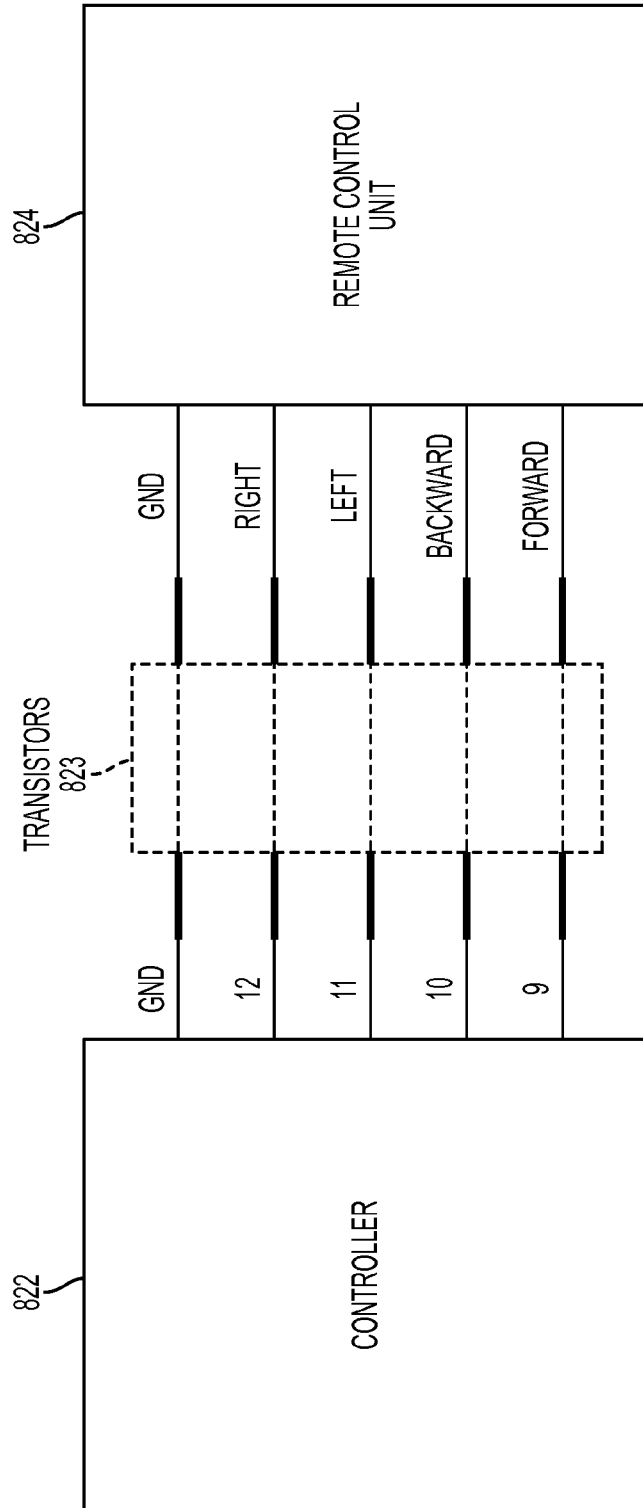 822
CONTROLLER
GND
12
11
10
9
TRANSISTORS
823
GND
RIGHT
LEFT
BACKWARD
FORWARD
824
REMOTE CONTROL
UNIT